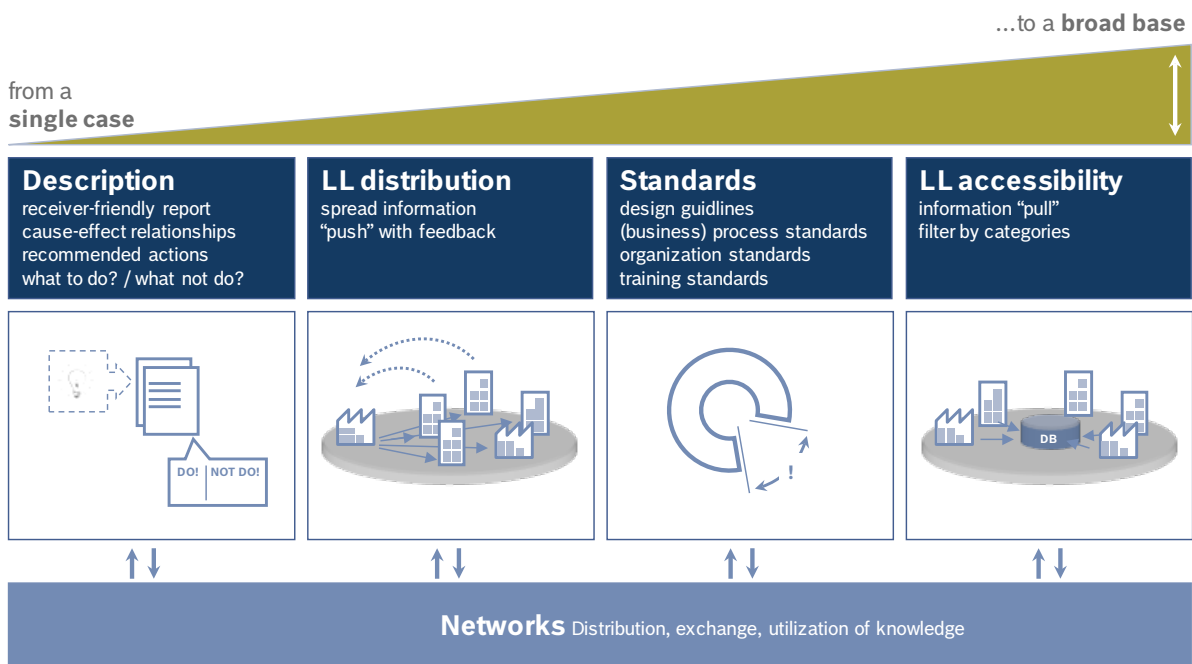 ...to a broad base
from a
single case
Description
receiver-friendly report
cause-effect relationships
recommended actions
what to do? / what not do?
LL distribution
spread information
“push” with feedback
Standards
design guidlines
(business) process standards
organization standards
training standards
LL accessibility
information “pull”
filter by categories
DO! NOT DO!
!
DB
Networks Distribution, exchange, utilization of knowledge